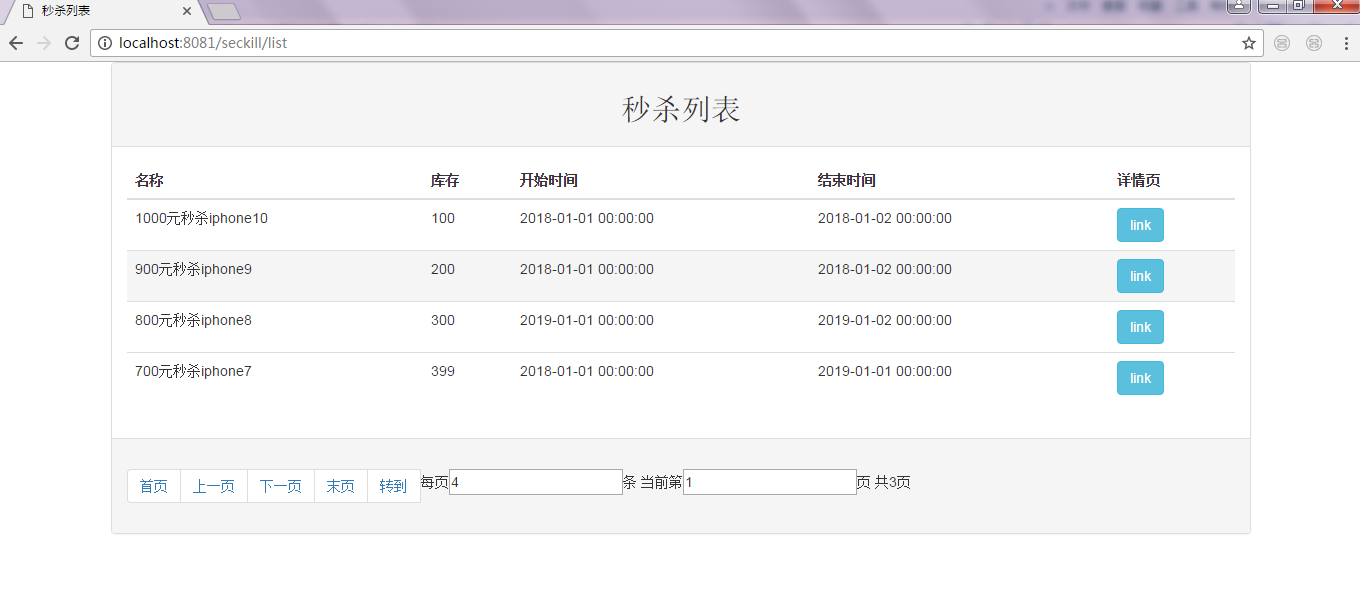 秒杀列表
localhost:8081/seckill/list
秒杀列表
名称 库存 开始时间 结束时间 详情页
1000元秒杀iphone10 100 2018-01-01 00:00:00 2018-01-02 00:00:00 link
900元秒杀iphone9 200 2018-01-01 00:00:00 2018-01-02 00:00:00 link
800元秒杀iphone8 300 2019-01-01 00:00:00 2019-01-02 00:00:00 link
700元秒杀iphone7 399 2018-01-01 00:00:00 2019-01-01 00:00:00 link
首页 上一页 下一页 末页 转到 每页4条 当前第1页 共3页